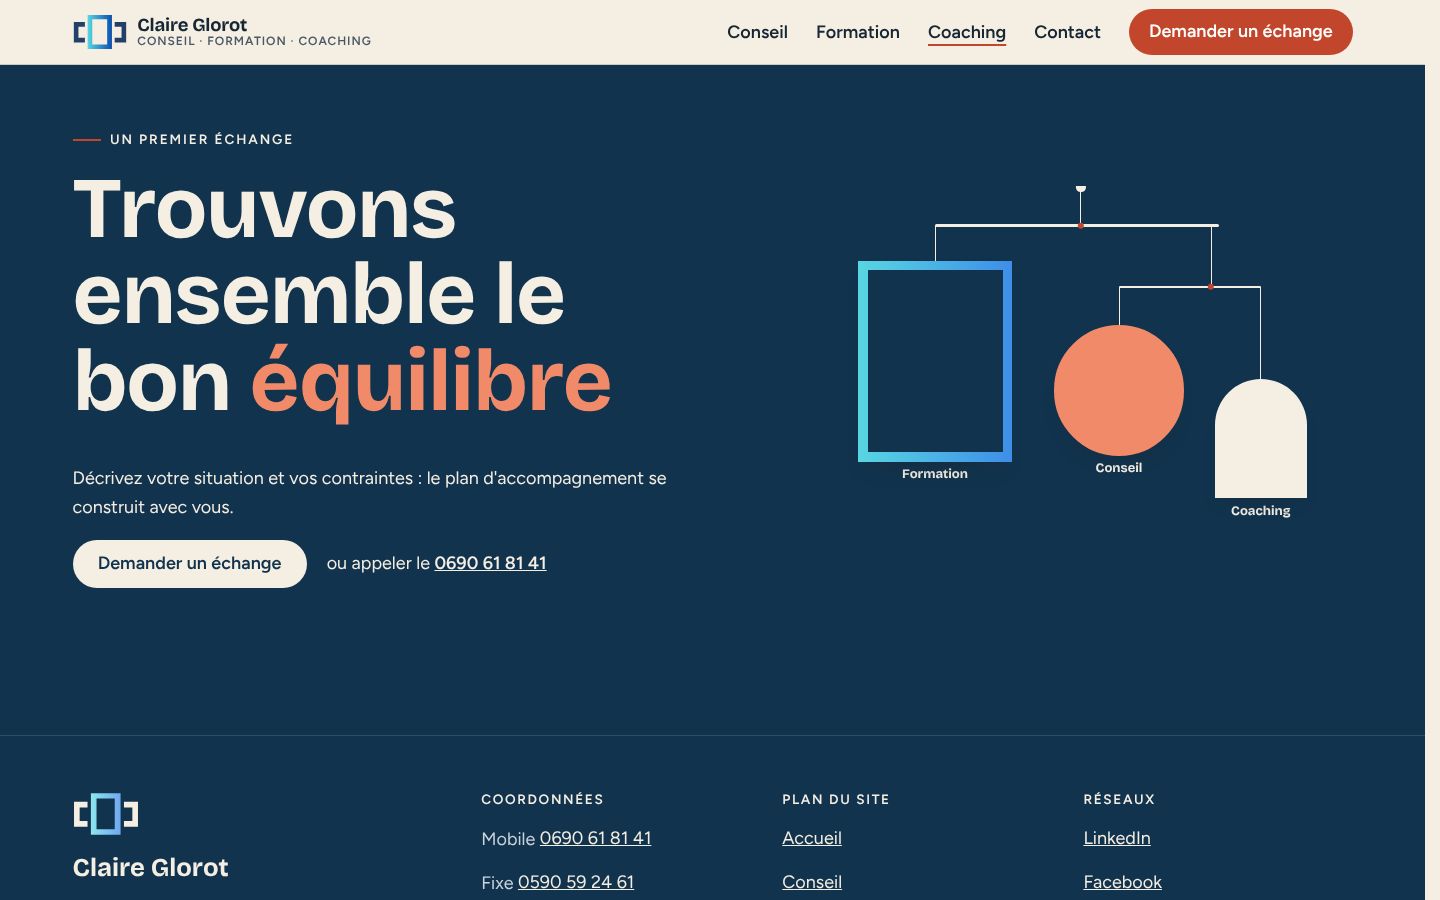 Claire Glorot
CONSEIL · FORMATION · COACHING
Conseil
Formation
Coaching
Contact
Demander un échange
UN PREMIER ÉCHANGE
Trouvons
ensemble le
bon équilibre
Décrivez votre situation et vos contraintes : le plan d'accompagnement se
construit avec vous.
Demander un échange
ou appeler le 0690 61 81 41
Formation
Conseil
Coaching
Claire Glorot
COORDONNÉES
Mobile 0690 61 81 41
Fixe 0590 59 24 61
PLAN DU SITE
Accueil
Conseil
RÉSEAUX
LinkedIn
Facebook